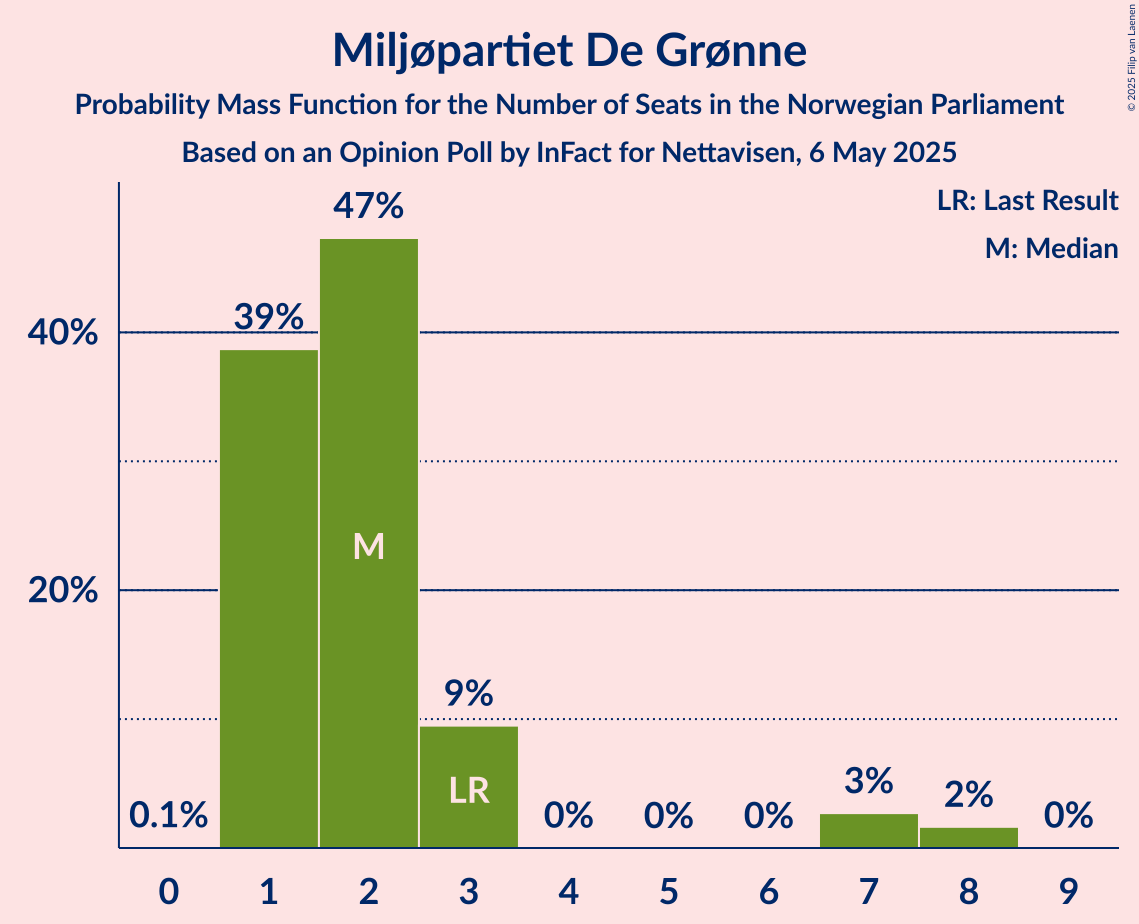 Miljøpartiet De Grønne
Probability Mass Function for the Number of Seats in the Norwegian Parliament
Based on an Opinion Poll by InFact for Nettavisen, 6 May 2025
© 2025 Filip van Laenen
LR: Last Result
M: Median
47%
39%
40%
M
20%
9%
LR
0.1%
0%
0%
0%
3%
2%
0%
0 1 2 3 4 5 6 7 8 9